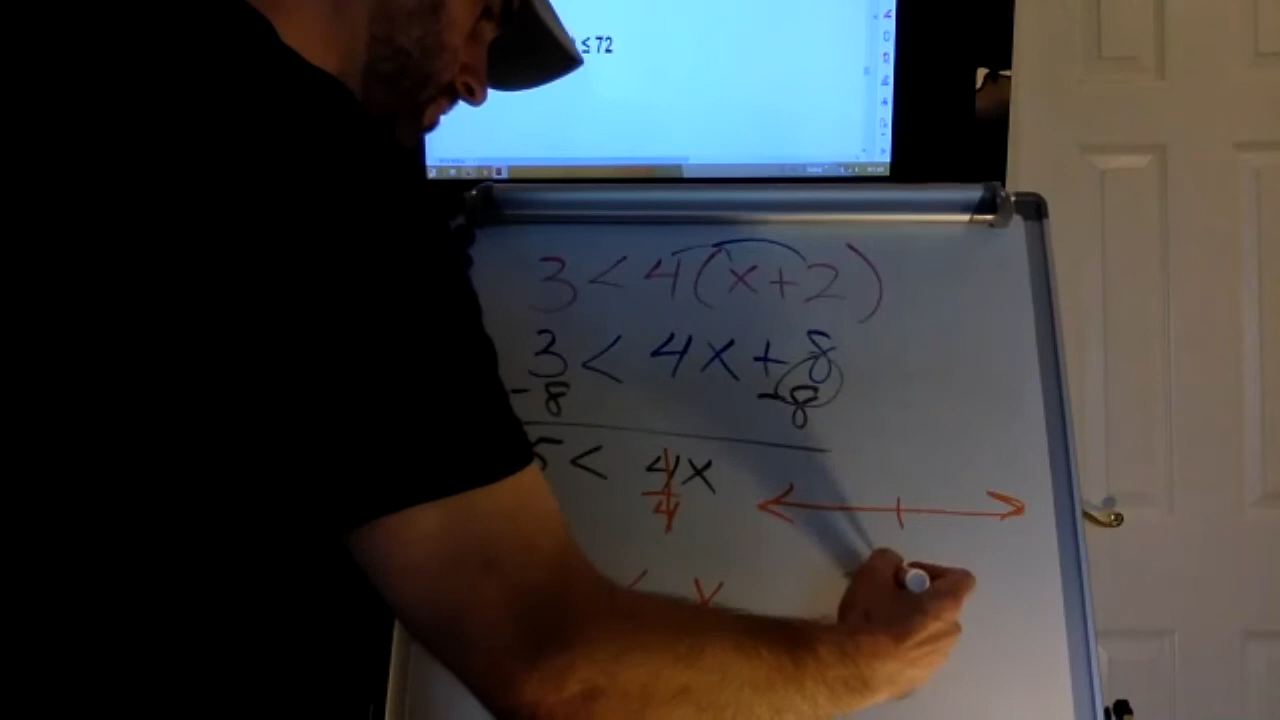 ≤ 72
3 < 4(x+2)
3 < 4x + 8
-8 -8
5 < 4x
4
< x